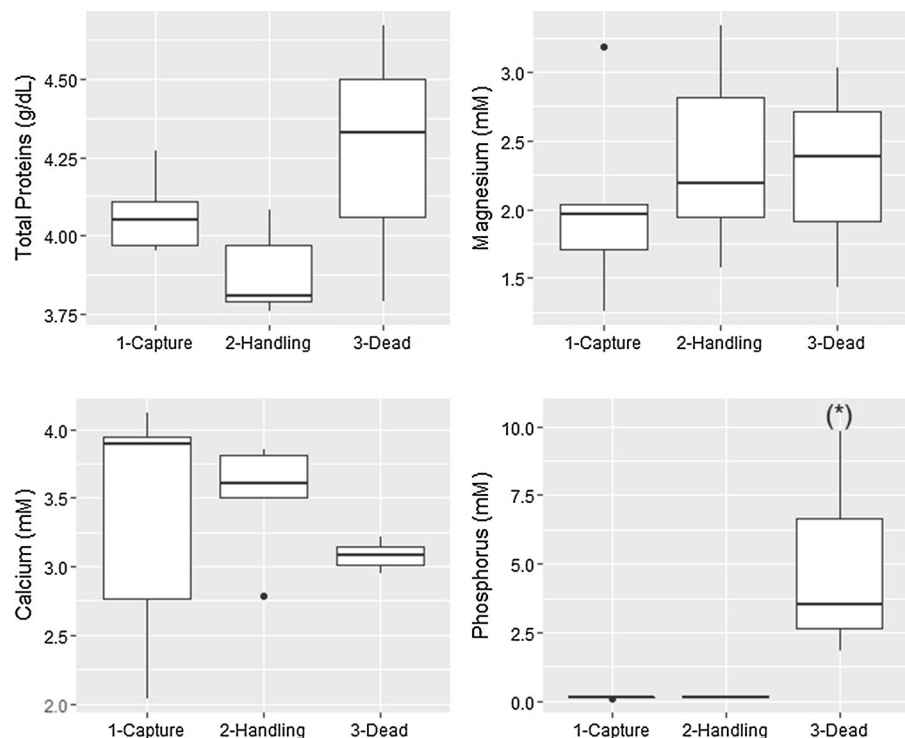 Total Proteins (g/dL)
4.50
4.25
4.00
3.75
1-Capture 2-Handling 3-Dead
Magnesium (mM)
3.0
2.5
2.0
1.5
1-Capture 2-Handling 3-Dead
Calcium (mM)
4.0
3.5
3.0
2.5
2.0
1-Capture 2-Handling 3-Dead
Phosphorus (mM)
(*)
10.0
7.5
5.0
2.5
0.0
1-Capture 2-Handling 3-Dead